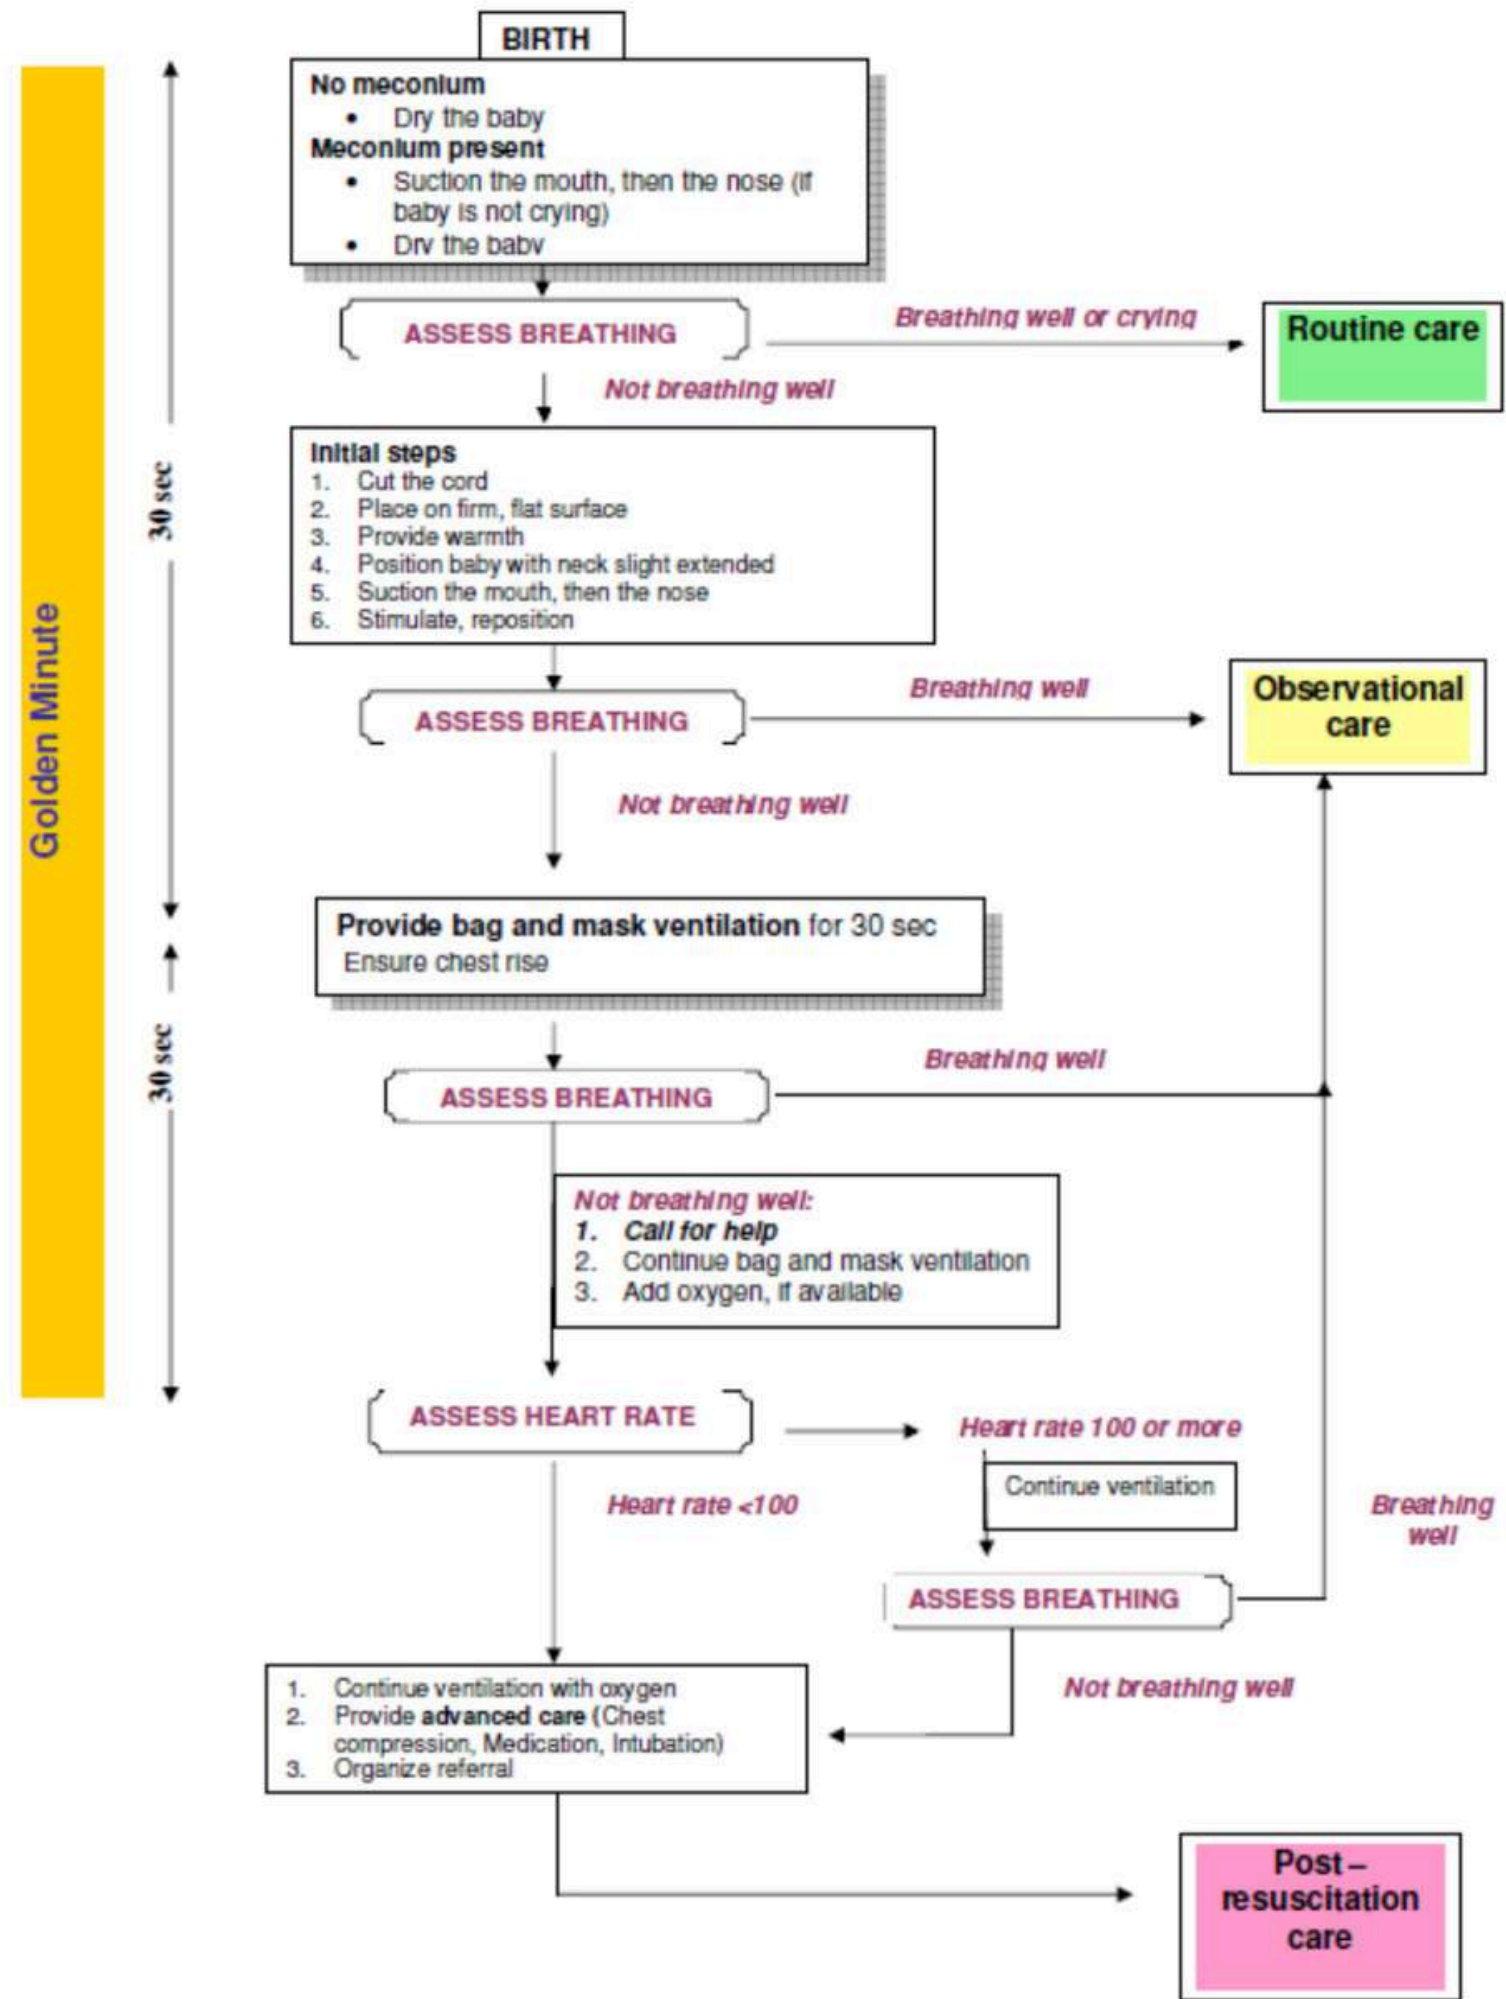 BIRTH
No meconium
• Dry the baby
Meconium present
• Suction the mouth, then the nose (if
baby is not crying)
• Dry the baby
ASSESS BREATHING
Breathing well or crying
Routine care
Not breathing well
30 sec
Initial steps
1. Cut the cord
2. Place on firm, flat surface
3. Provide warmth
4. Position baby with neck slight extended
5. Suction the mouth, then the nose
6. Stimulate, reposition
Golden Minute
ASSESS BREATHING
Breathing well
Observational
care
Not breathing well
Provide bag and mask ventilation for 30 sec
Ensure chest rise
30 sec
ASSESS BREATHING
Breathing well
Not breathing well:
1. Call for help
2. Continue bag and mask ventilation
3. Add oxygen, if available
ASSESS HEART RATE
Heart rate 100 or more
Continue ventilation
Heart rate <100
Breathing
well
ASSESS BREATHING
Not breathing well
1. Continue ventilation with oxygen
2. Provide advanced care (Chest
compression, Medication, Intubation)
3. Organize referral
Post –
resuscitation
care